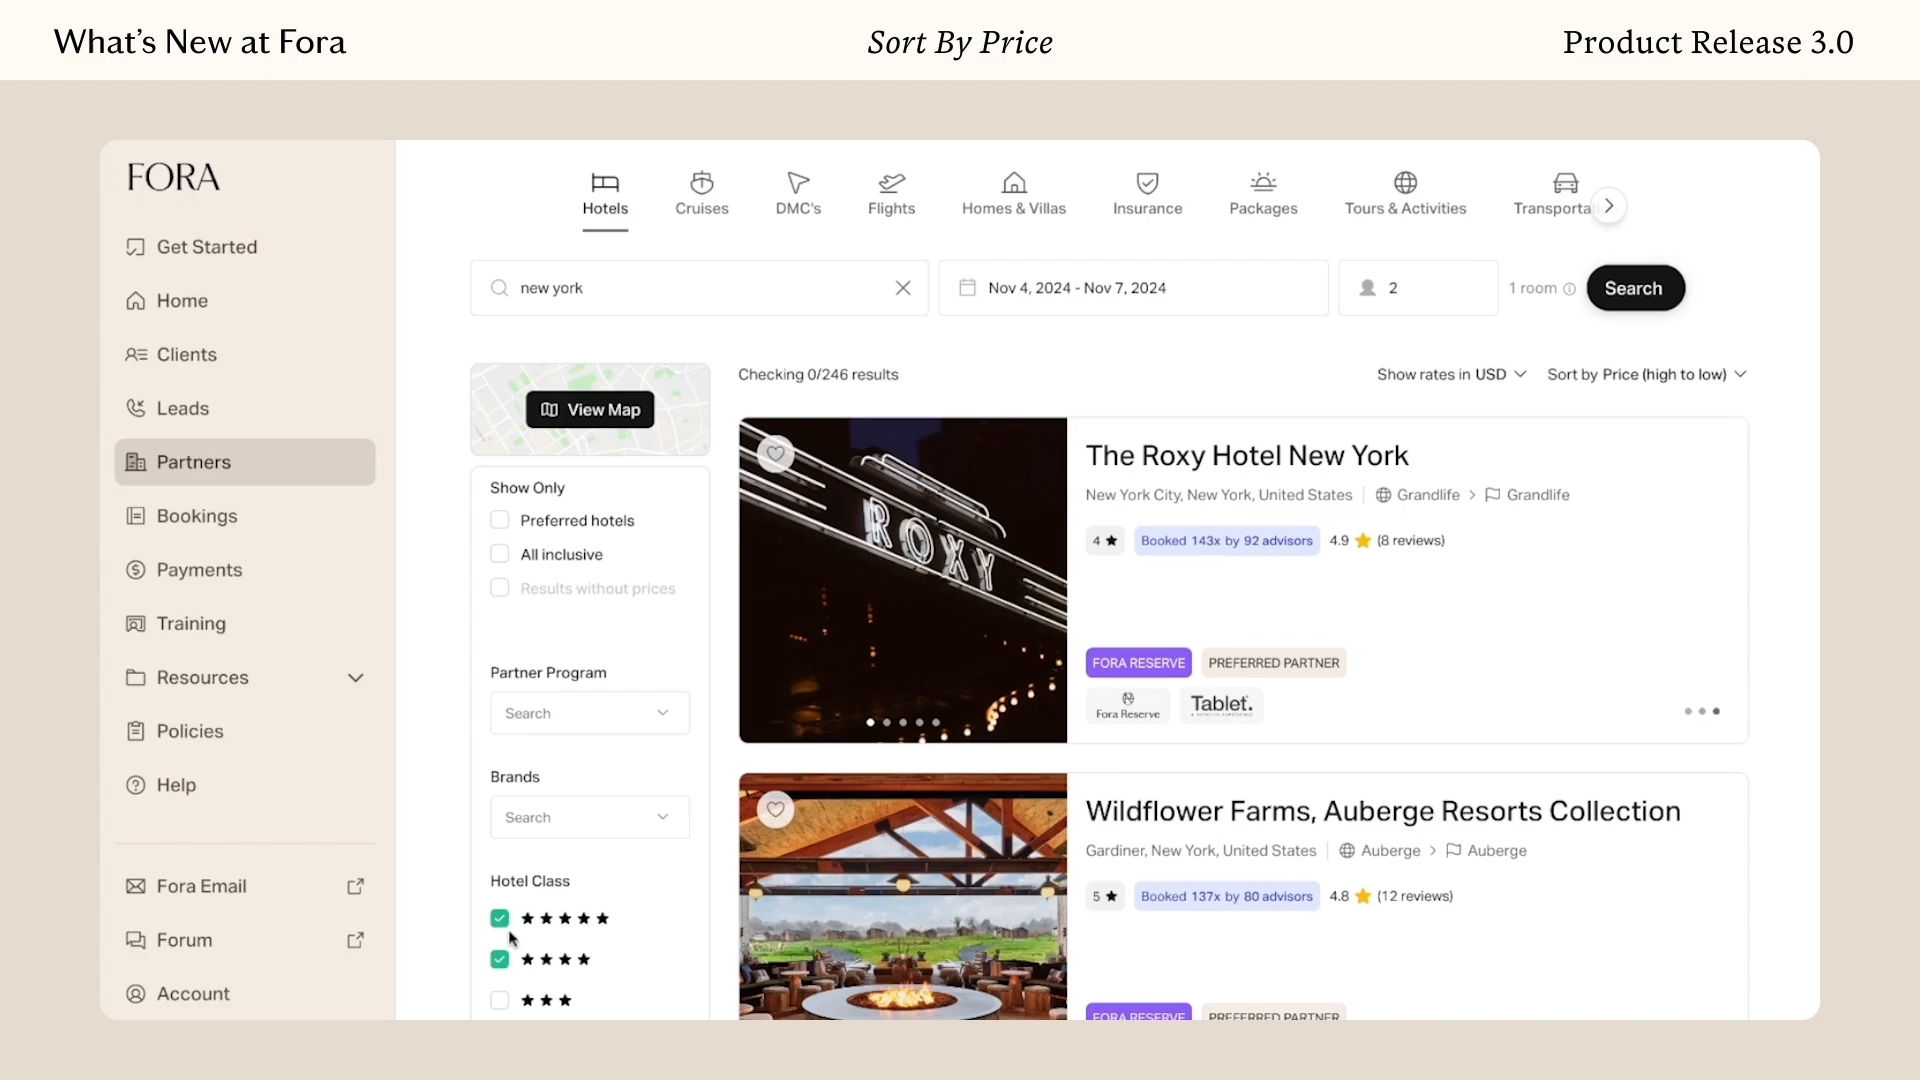 What's New at Fora
Sort By Price
Product Release 3.0
FORA
Get Started
Home
Clients
Leads
Partners
Bookings
Payments
Training
Resources
Policies
Help
Fora Email
Forum
Account
Hotels
Cruises
DMC's
Flights
Homes & Villas
Insurance
Packages
Tours & Activities
Transporta
new york
Nov 4, 2024 - Nov 7, 2024
2
1 room
Search
View Map
Show Only
Preferred hotels
All inclusive
Results without prices
Partner Program
Search
Brands
Search
Hotel Class
Checking 0/246 results
Show rates in USD
Sort by Price (high to low)
ROXY
The Roxy Hotel New York
New York City, New York, United States
Grandlife > Grandlife
4 ★
Booked 143x by 92 advisors
4.9 ⭐ (8 reviews)
FORA RESERVE
PREFERRED PARTNER
Fora Reserve
Tablet.
Wildflower Farms, Auberge Resorts Collection
Gardiner, New York, United States
Auberge > Auberge
5 ★
Booked 137x by 80 advisors
4.8 ⭐ (12 reviews)
FORA RESERVE
PREFERRED PARTNER